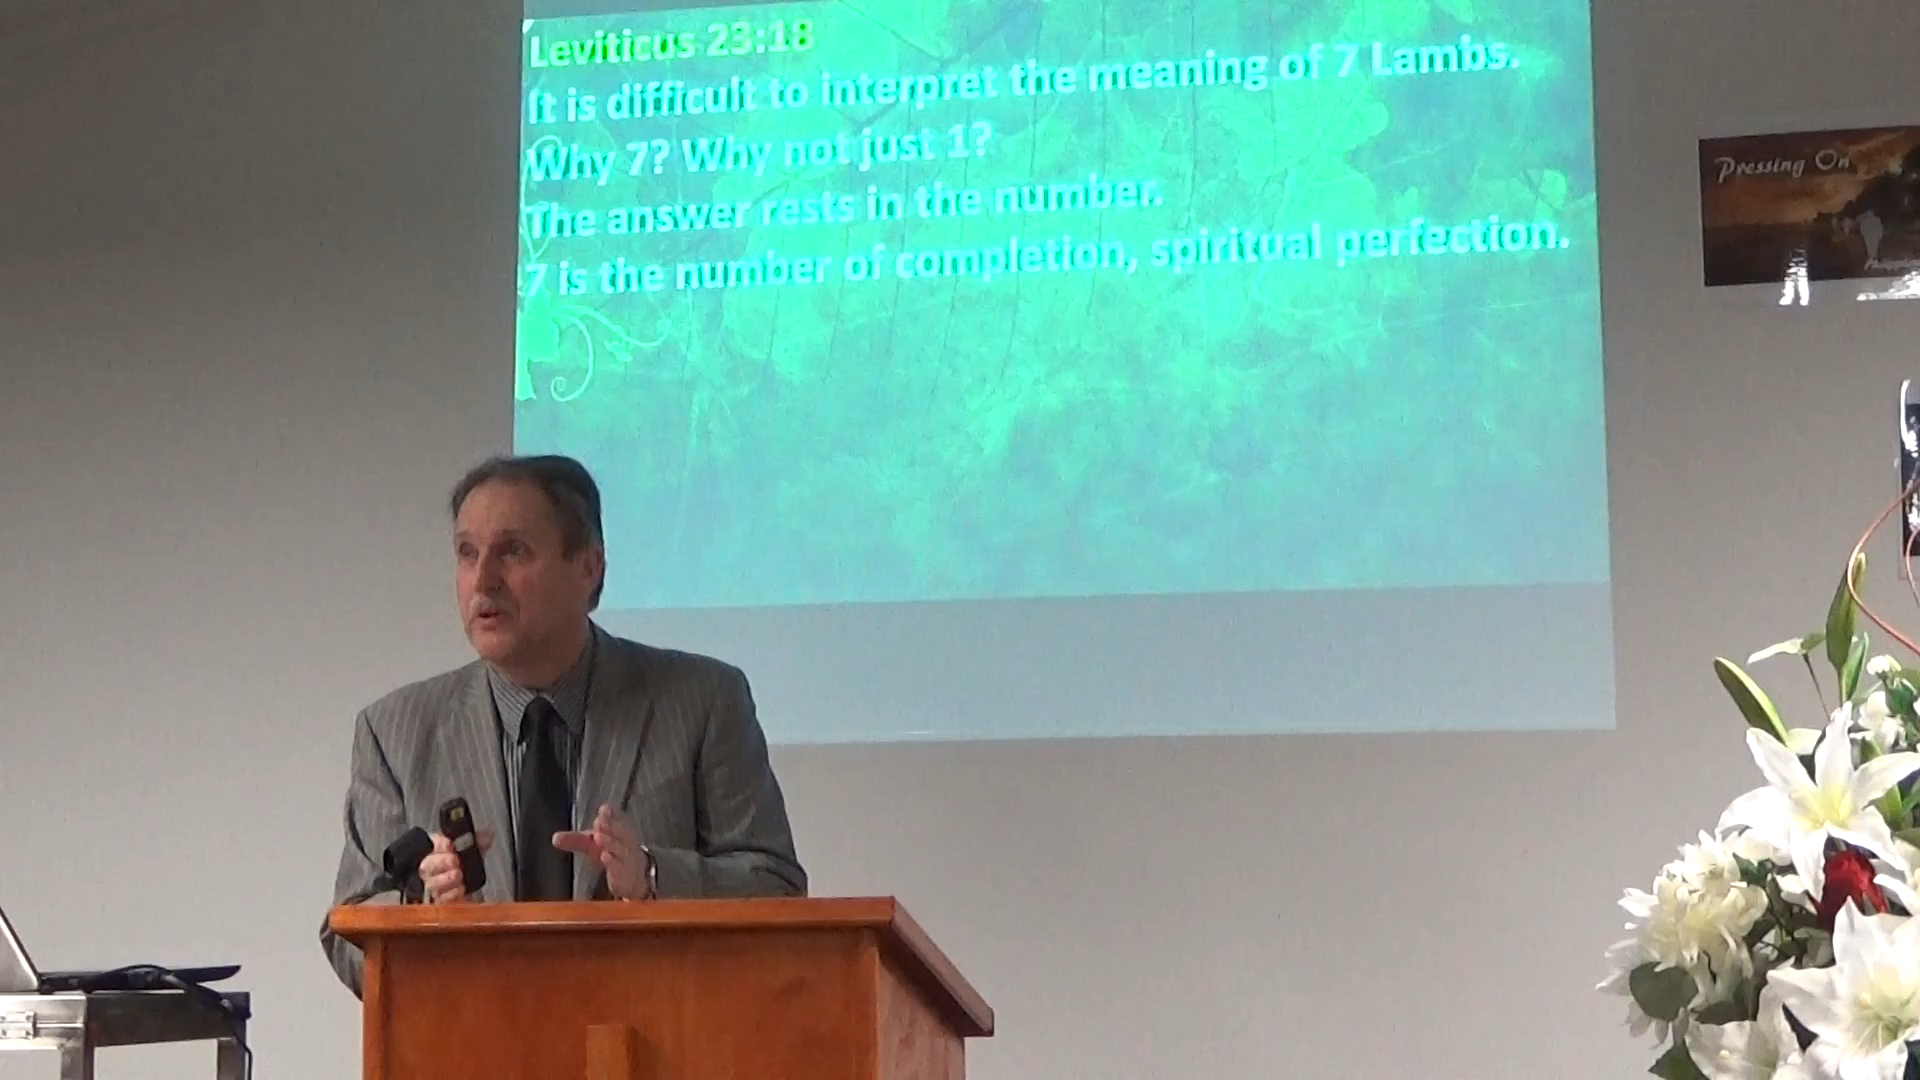 Leviticus 23:18
It is difficult to interpret the meaning of 7 Lambs.
Why 7? Why not just 1?
The answer rests in the number.
7 is the number of completion, spiritual perfection.
Pressing On